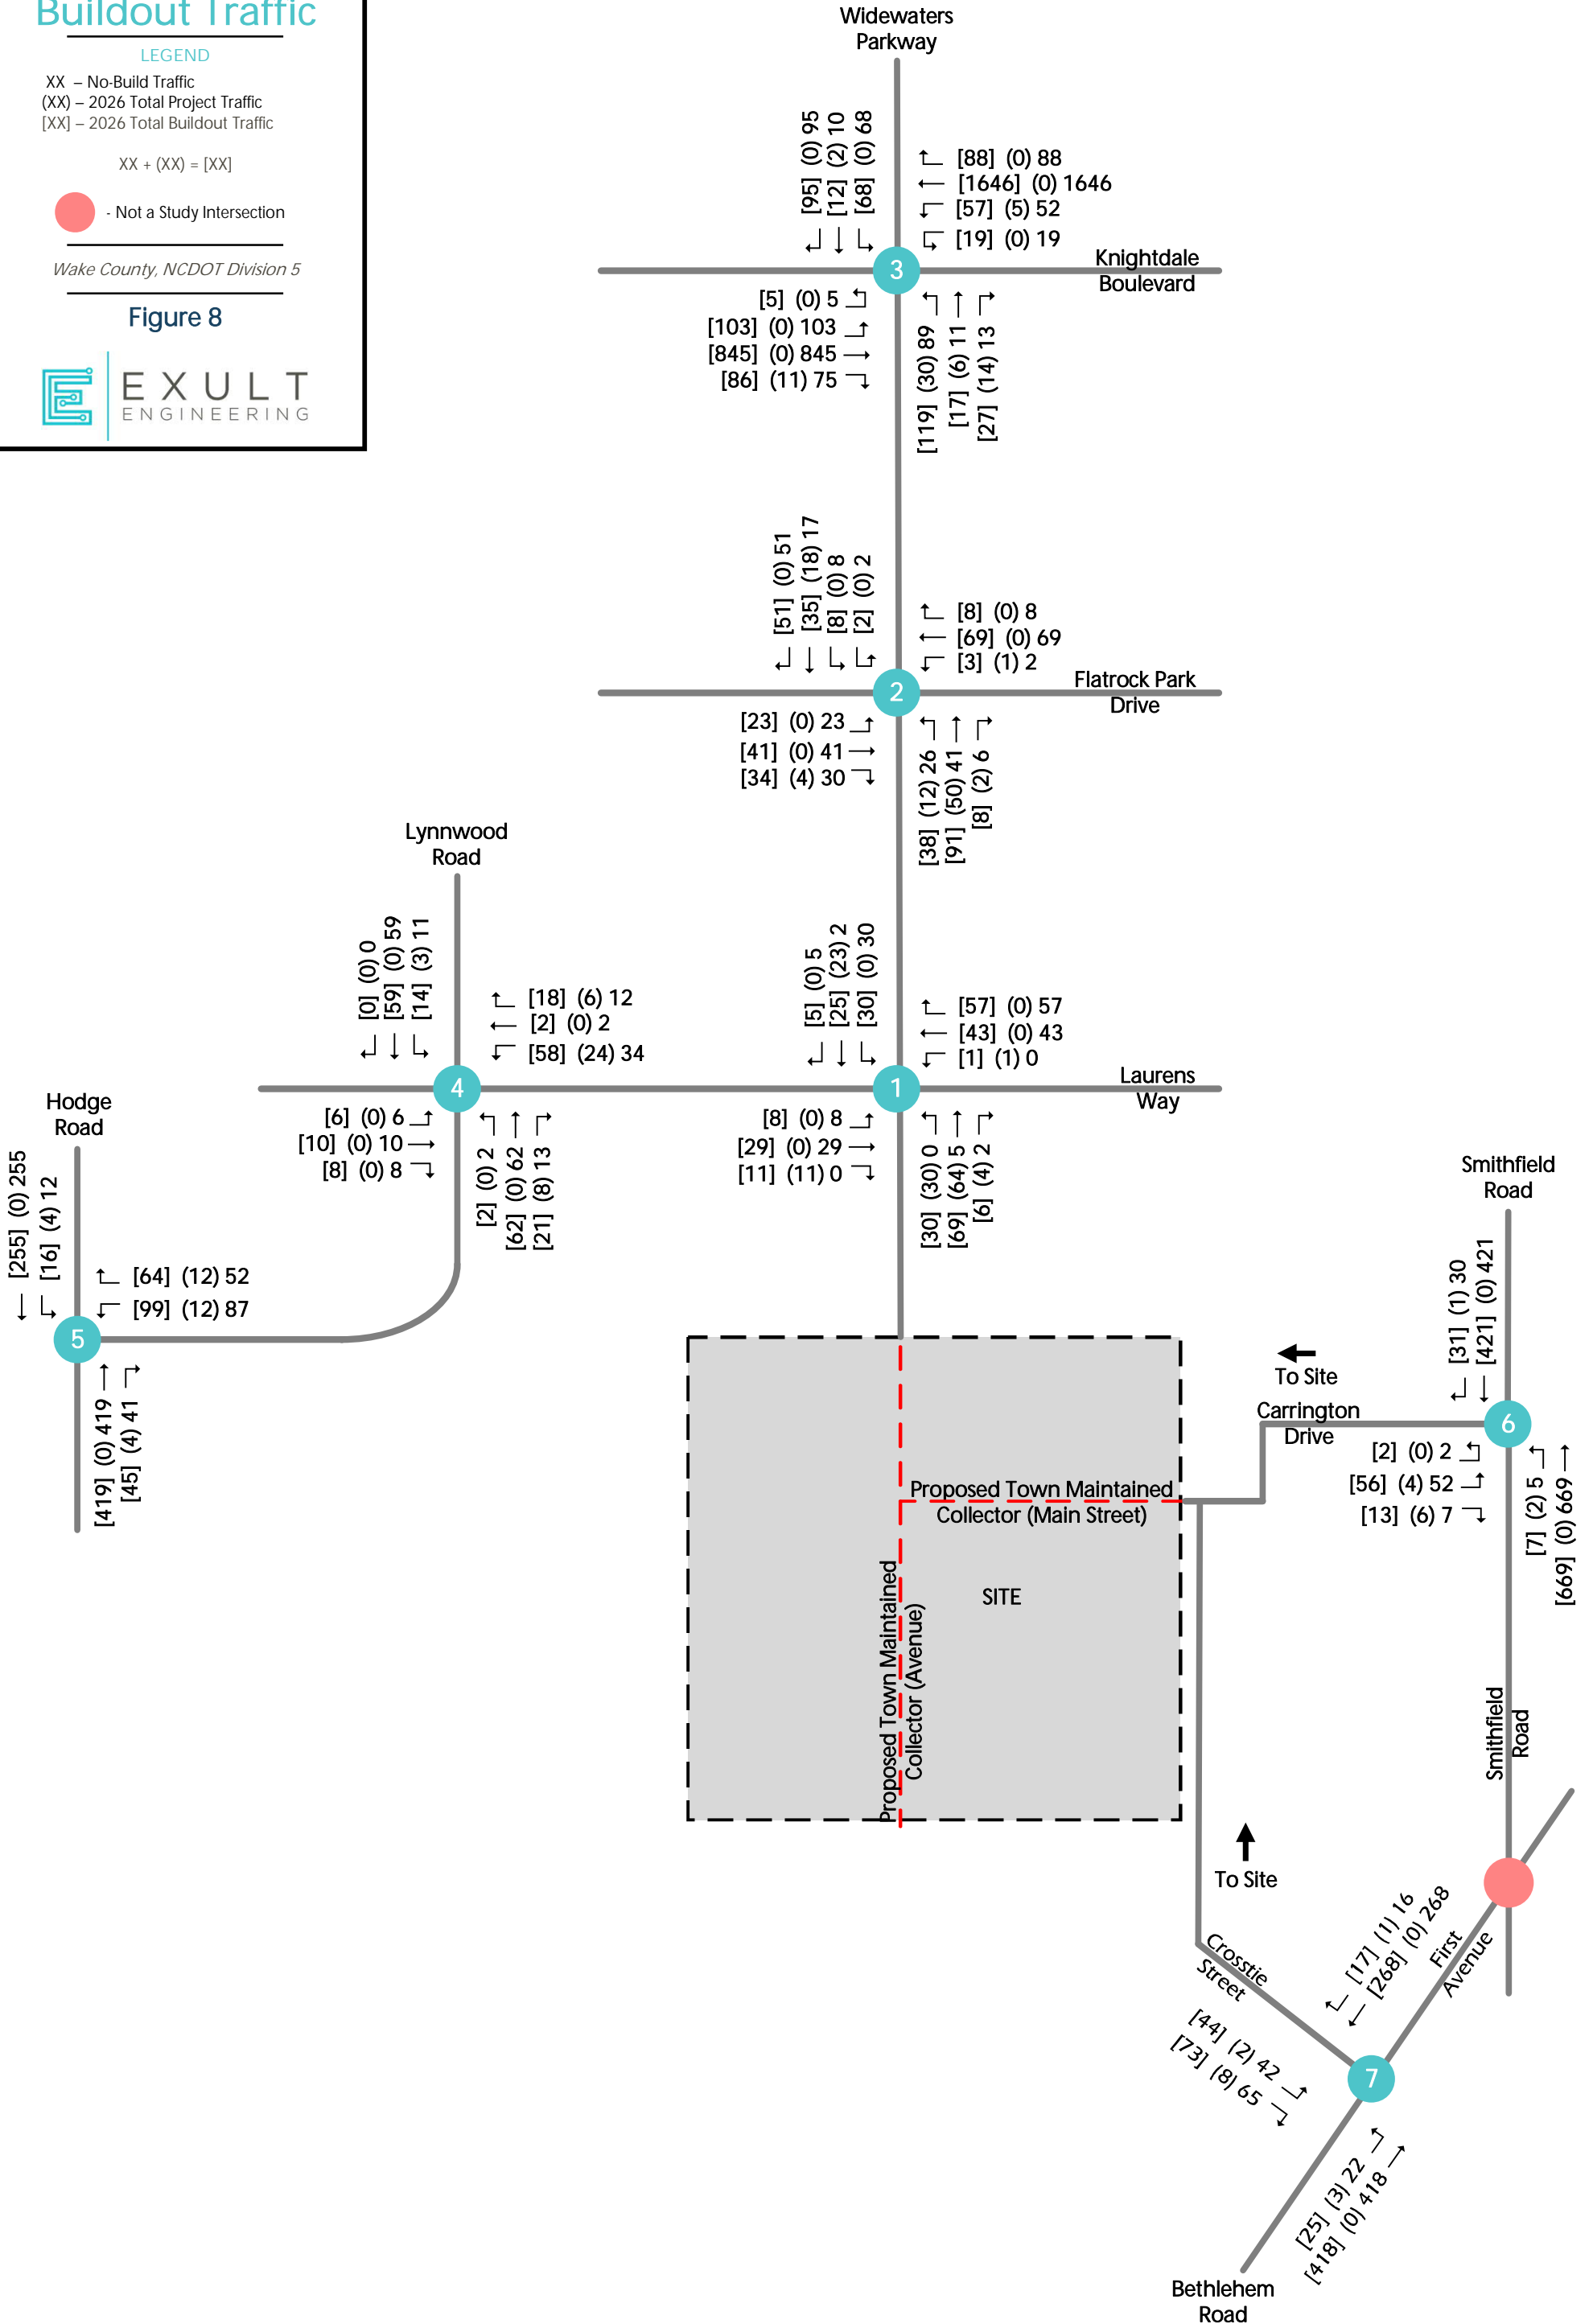 Buildout Traffic
LEGEND
XX – No-Build Traffic
(XX) – 2026 Total Project Traffic
[XX] – 2026 Total Buildout Traffic
XX + (XX) = [XX]
- Not a Study Intersection
Wake County, NCDOT Division 5
Figure 8
EXULT
ENGINEERING
Widewaters
Parkway
[95] (0) 95
[12] (2) 10
[68] (0) 68
[88] (0) 88
[1646] (0) 1646
[57] (5) 52
[19] (0) 19
3
Knightdale
Boulevard
[5] (0) 5
[103] (0) 103
[845] (0) 845
[86] (11) 75
[119] (30) 89
[17] (6) 11
[27] (14) 13
[51] (0) 51
[35] (18) 17
[8] (0) 8
[2] (0) 2
[8] (0) 8
[69] (0) 69
[3] (1) 2
2
Flatrock Park
Drive
[23] (0) 23
[41] (0) 41
[34] (4) 30
[38] (12) 26
[91] (50) 41
[8] (2) 6
Lynnwood
Road
[0] (0) 0
[59] (0) 59
[14] (3) 11
[18] (6) 12
[2] (0) 2
[58] (24) 34
4
[6] (0) 6
[10] (0) 10
[8] (0) 8
[2] (0) 2
[62] (0) 62
[21] (8) 13
[5] (0) 5
[25] (23) 2
[30] (0) 30
[57] (0) 57
[43] (0) 43
[1] (1) 0
1
Laurens
Way
[8] (0) 8
[29] (0) 29
[11] (11) 0
[30] (30) 0
[69] (64) 5
[6] (4) 2
Hodge
Road
[255] (0) 255
[16] (4) 12
[64] (12) 52
[99] (12) 87
5
[419] (0) 419
[45] (4) 41
Smithfield
Road
[31] (1) 30
[421] (0) 421
To Site
Carrington
Drive
6
[2] (0) 2
[56] (4) 52
[13] (6) 7
[7] (2) 5
[669] (0) 669
Proposed Town Maintained
Collector (Main Street)
SITE
Proposed Town Maintained
Collector (Avenue)
Smithfield
Road
To Site
Crosstie
Street
[17] (1) 16
[268] (0) 268
First
Avenue
[44] (2) 42
[73] (8) 65
7
[25] (3) 22
[418] (0) 418
Bethlehem
Road